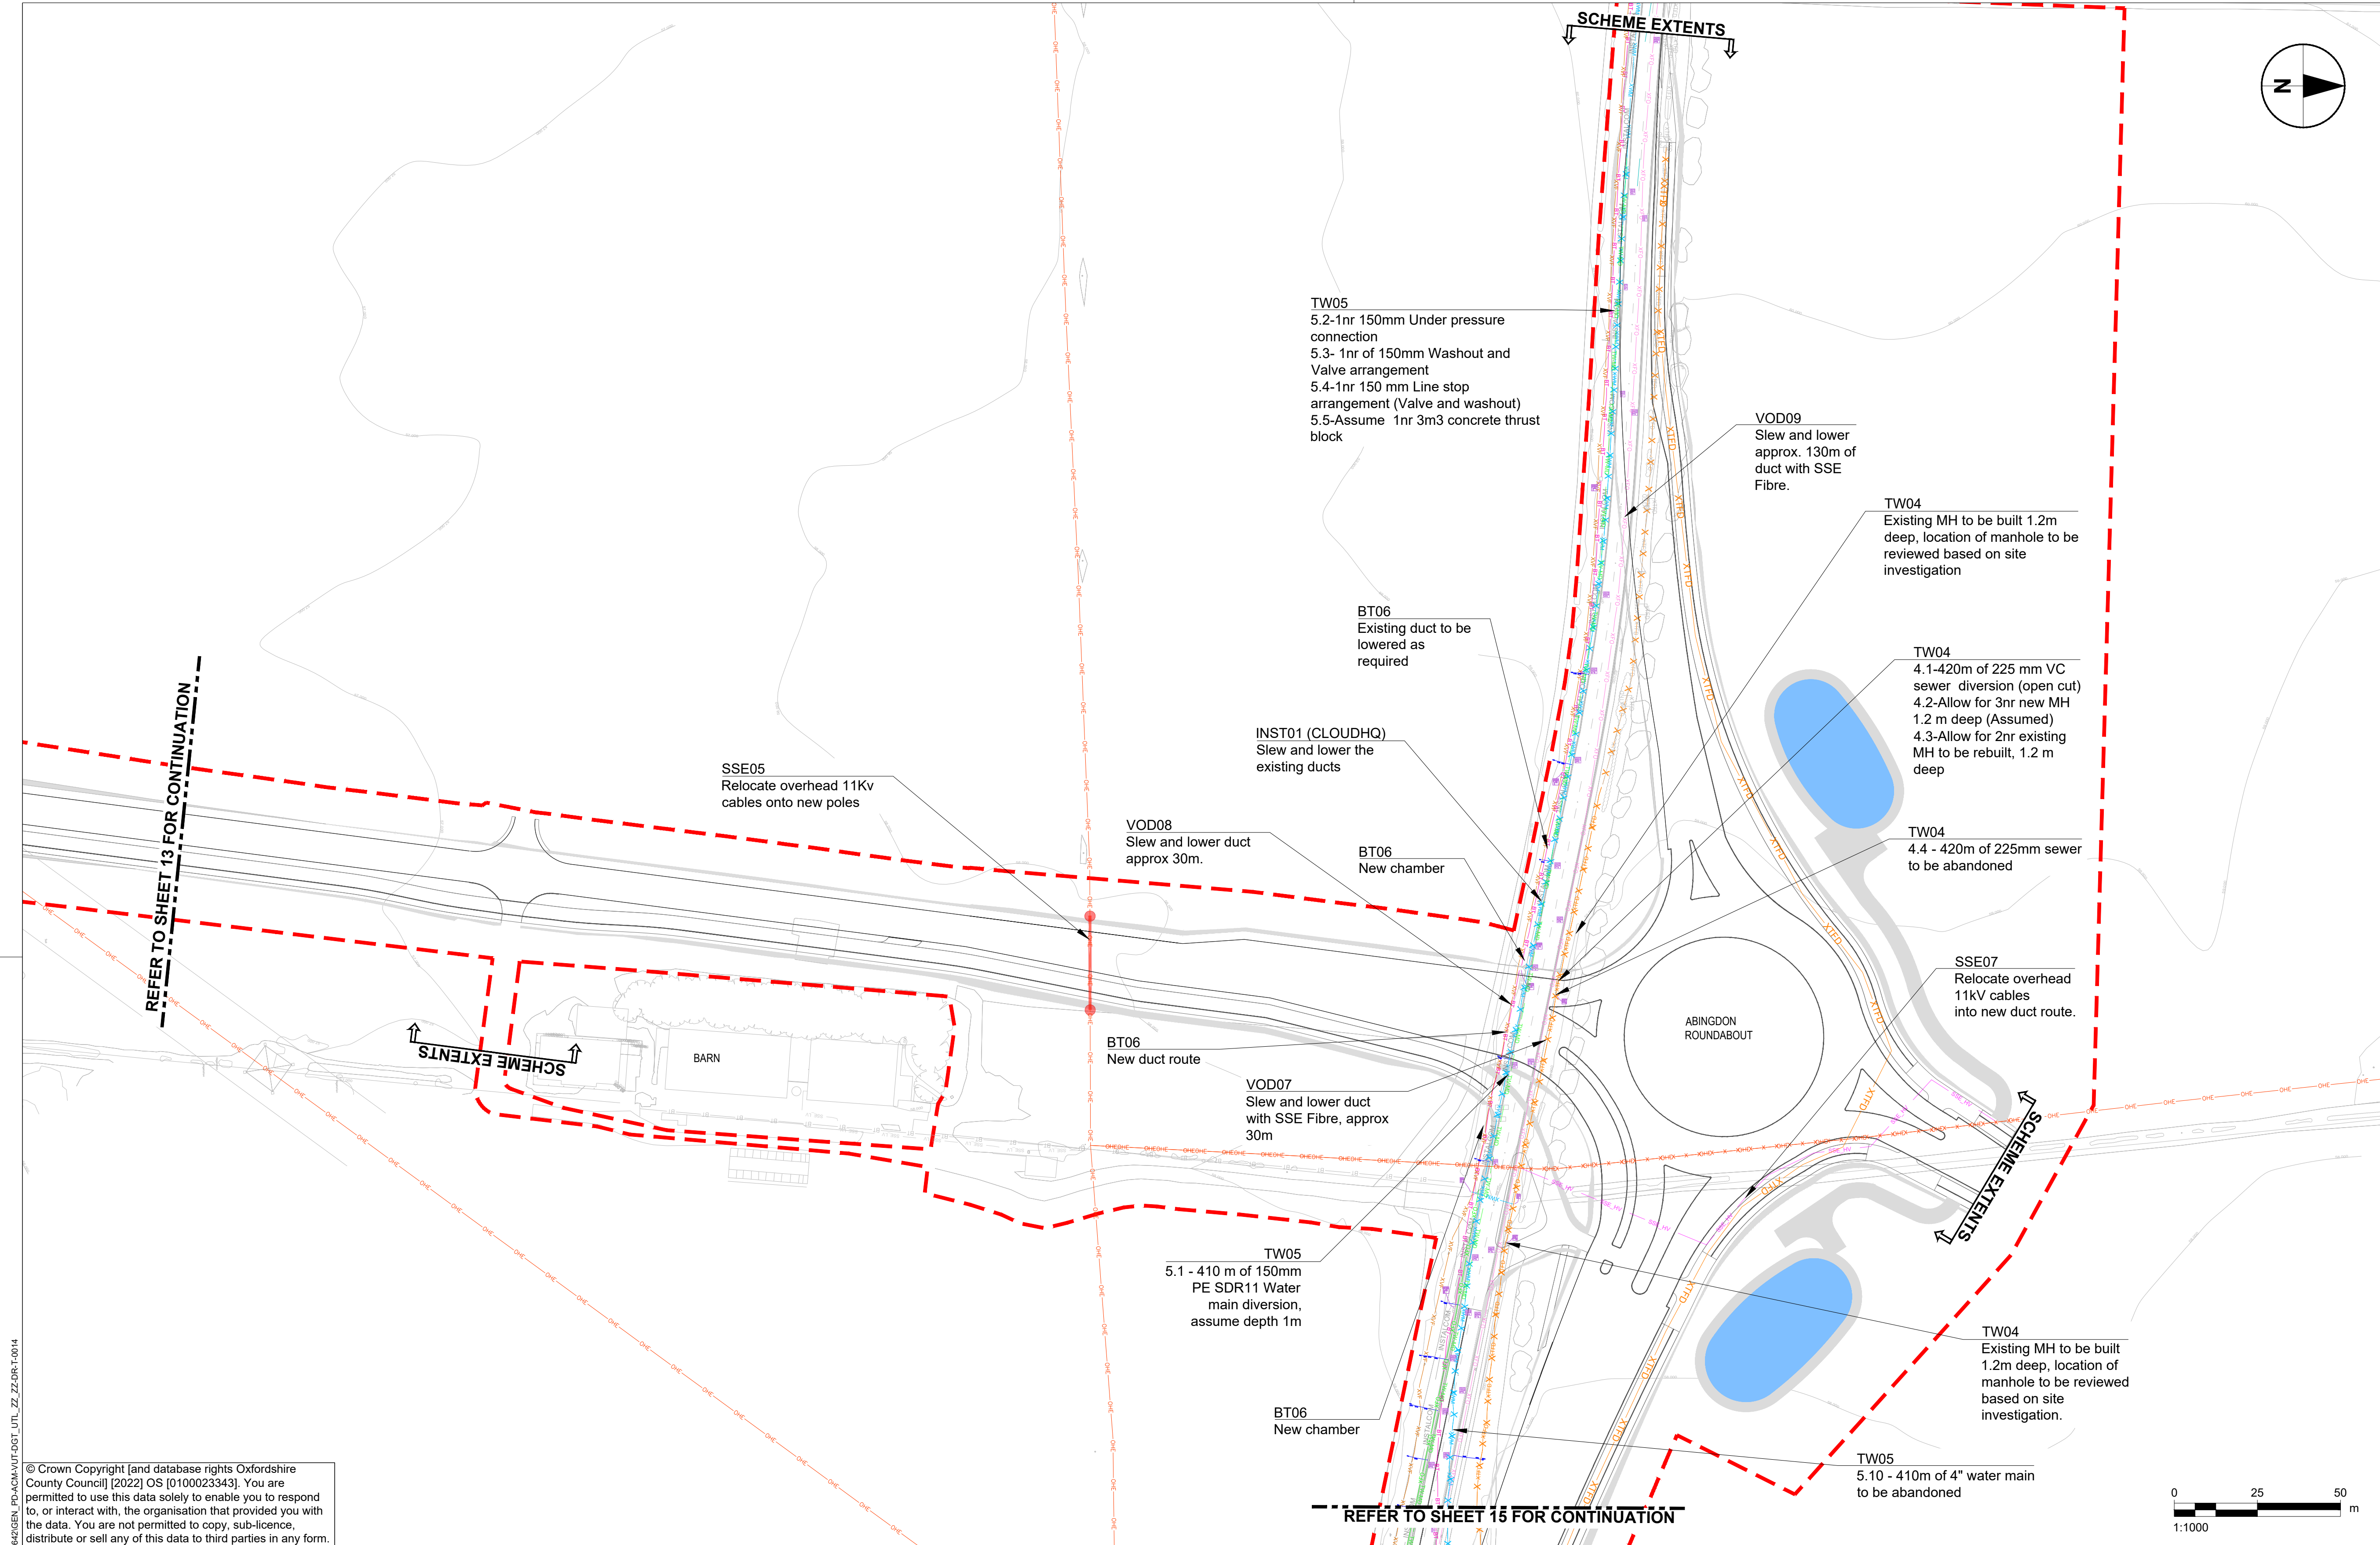 SCHEME EXTENTS
N
TW05
5.2-1nr 150mm Under pressure
connection
5.3- 1nr of 150mm Washout and
Valve arrangement
5.4-1nr 150 mm Line stop
arrangement (Valve and washout)
5.5-Assume 1nr 3m3 concrete thrust
block
VOD09
Slew and lower
approx. 130m of
duct with SSE
Fibre.
TW04
Existing MH to be built 1.2m
deep, location of manhole to be
reviewed based on site
investigation
BT06
Existing duct to be
lowered as
required
TW04
4.1-420m of 225 mm VC
sewer diversion (open cut)
4.2-Allow for 3nr new MH
1.2 m deep (Assumed)
4.3-Allow for 2nr existing
MH to be rebuilt, 1.2 m
deep
INST01 (CLOUDHQ)
Slew and lower the
existing ducts
SSE05
Relocate overhead 11Kv
cables onto new poles
VOD08
Slew and lower duct
approx 30m.
BT06
New chamber
TW04
4.4 - 420m of 225mm sewer
to be abandoned
REFER TO SHEET 13 FOR CONTINUATION
SSE07
Relocate overhead
11kV cables
into new duct route.
ABINGDON
ROUNDABOUT
BARN
SCHEME EXTENTS
BT06
New duct route
VOD07
Slew and lower duct
with SSE Fibre, approx
30m
SCHEME EXTENTS
TW05
5.1 - 410 m of 150mm
PE SDR11 Water
main diversion,
assume depth 1m
TW04
Existing MH to be built
1.2m deep, location of
manhole to be reviewed
based on site
investigation.
BT06
New chamber
TW05
5.10 - 410m of 4" water main
to be abandoned
REFER TO SHEET 15 FOR CONTINUATION
0 25 50
m
1:1000
642\GEN_PD-ACM-VUT-DGT_UTL_ZZ_ZZ-DR-T-0014
© Crown Copyright [and database rights Oxfordshire
County Council] [2022] OS [0100023343]. You are
permitted to use this data solely to enable you to respond
to, or interact with, the organisation that provided you with
the data. You are not permitted to copy, sub-licence,
distribute or sell any of this data to third parties in any form.
OHE
XTFD
SSE_HV
INSTALCOM
BT